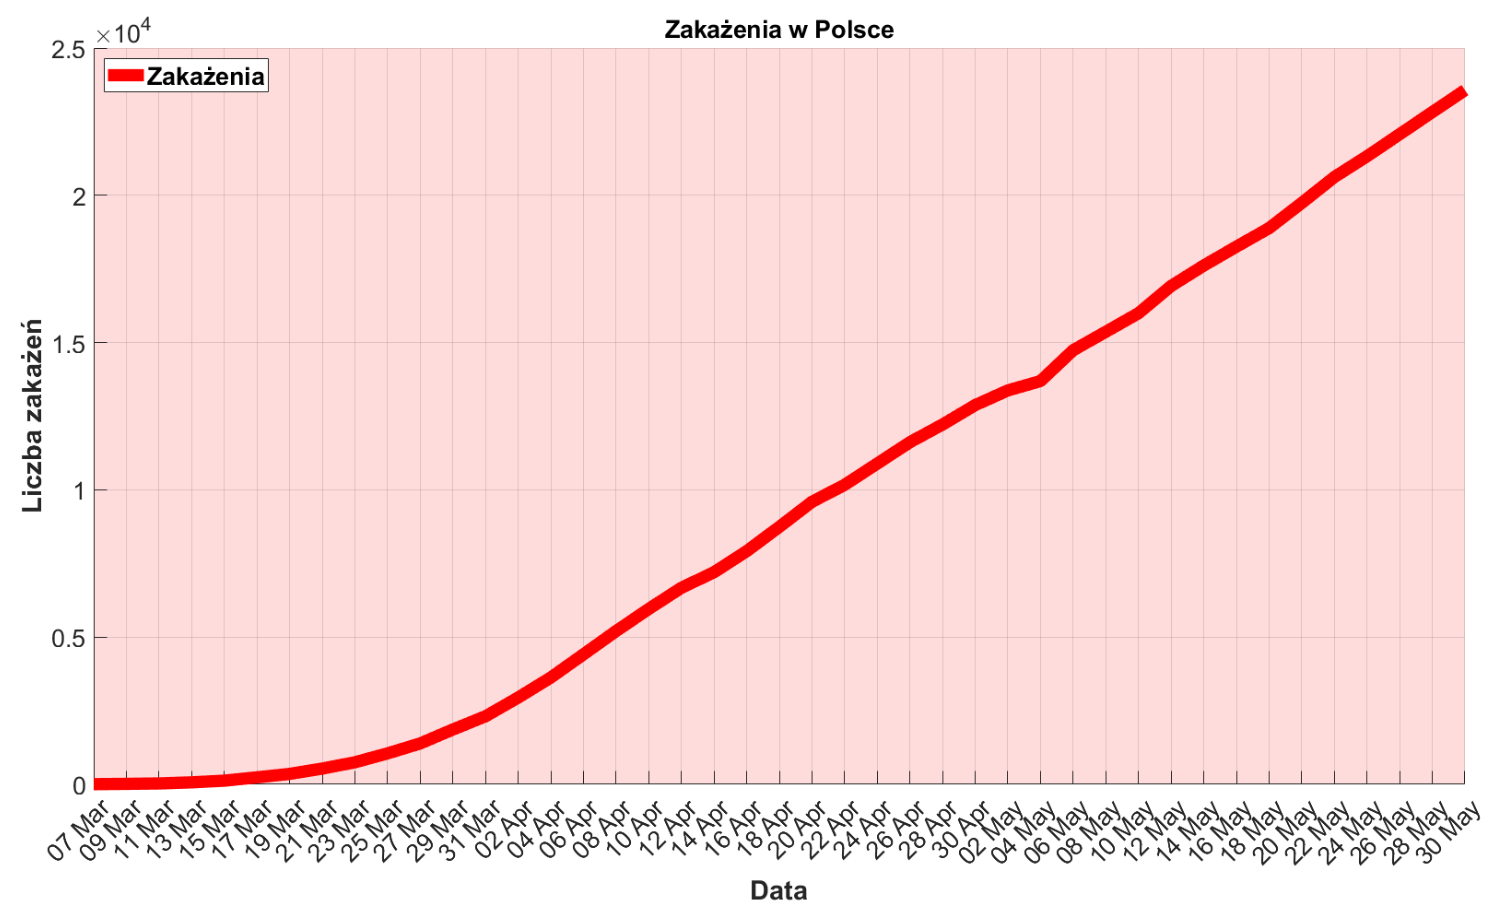 Zakażenia w Polsce
×10⁴
Zakażenia
2.5
2
1.5
1
0.5
0
Liczba zakażeń
07 Mar
09 Mar
11 Mar
13 Mar
15 Mar
17 Mar
19 Mar
21 Mar
23 Mar
25 Mar
27 Mar
29 Mar
31 Mar
02 Apr
04 Apr
06 Apr
08 Apr
10 Apr
12 Apr
14 Apr
16 Apr
18 Apr
20 Apr
22 Apr
24 Apr
26 Apr
28 Apr
30 Apr
02 May
04 May
06 May
08 May
10 May
12 May
14 May
16 May
18 May
20 May
22 May
24 May
26 May
28 May
30 May
Data